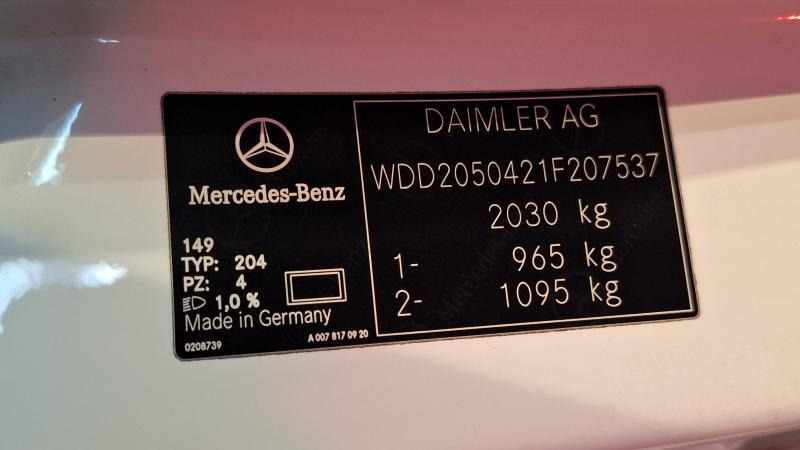 Mercedes-Benz
149
TYP: 204
PZ: 4
1,0 %
Made in Germany
0208739
A 007 817 09 20
DAIMLER AG
WDD2050421F207537
2030 kg
1- 965 kg
2- 1095 kg